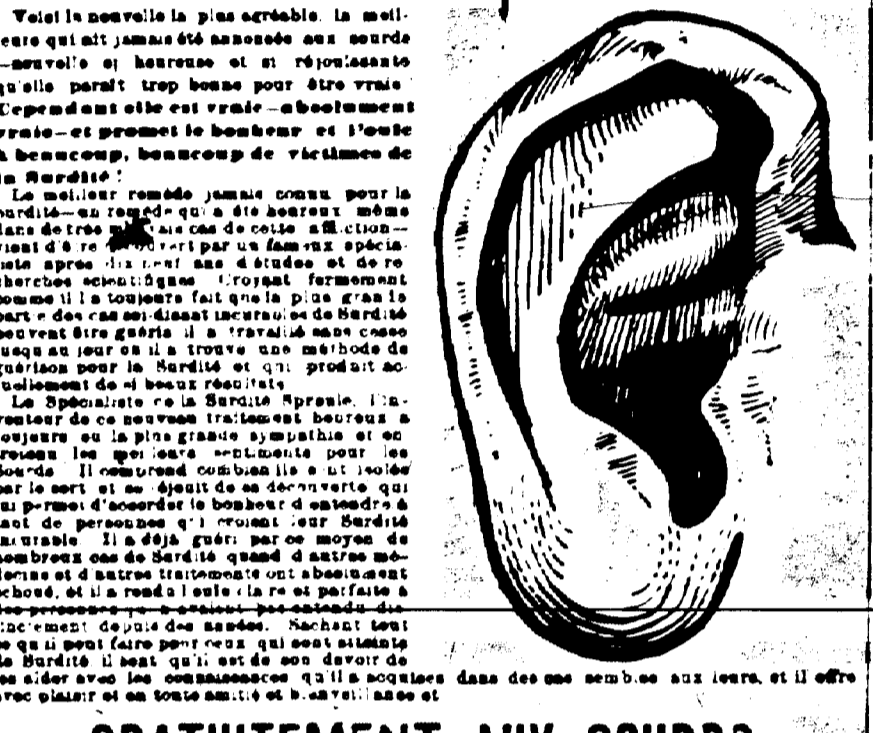 Voici la nouvelle la plus agréable, la meil-
eure qui ait jamais été annoncée aux sourds
—nouvelle si heureuse et si réjouissante
qu'elle paraît trop bonne pour être vraie
Cependant elle est vraie—absolument
vraie—et promet le bonheur et l'ouïe
à beaucoup, beaucoup de victimes de
la Surdité!
Le meilleur remède jamais connu pour la
surdité—un remède qui a été heureux même
dans de très cas de cette affliction—
vient d'être par un fameux spécia-
liste après dix neuf ans d'études et de re
cherches scientifiques Croyant fermement
comme il l a toujours fait que la plus grande
partie des cas soi-disant incurables de Surdité
peuvent être guéris il a travaillé sans cesse
jusqu au jour où il a trouvé une méthode de
guérison pour la Surdité et qui produit ac-
tuellement de si beaux résultats
Le Spécialiste de la Surdité Sproule, l'in-
venteur de ce nouveau traitement heureux a
toujours eu la plus grande sympathie et en
tretenu les meilleurs sentiments pour les
Sourds Il comprend combien ils sont isolés
par le sort et se réjouit de sa découverte qui
lui permet d'accorder le bonheur d entendre à
tant de personnes qui croient leur Surdité
incurable. Il a déjà guéri par ce moyen de
nombreux cas de Surdité quand d autres mé-
decins et d'autres traitements ont absolument
échoué, et il a rendu l ouïe claire et parfaite à
des personnes qui n avaient pas entendu dis
tinctement depuis des années. Sachant tout
ce qu il peut faire pour ceux qui sont atteints
de Surdité il sent qu'il est de son devoir de
les aider avec les connaissances qu'il a acquises dans des cas semblables aux leurs, et il offre
avec plaisir et en toute amitié et bienveillance et
GRATUITEMENT AUX SOURDS